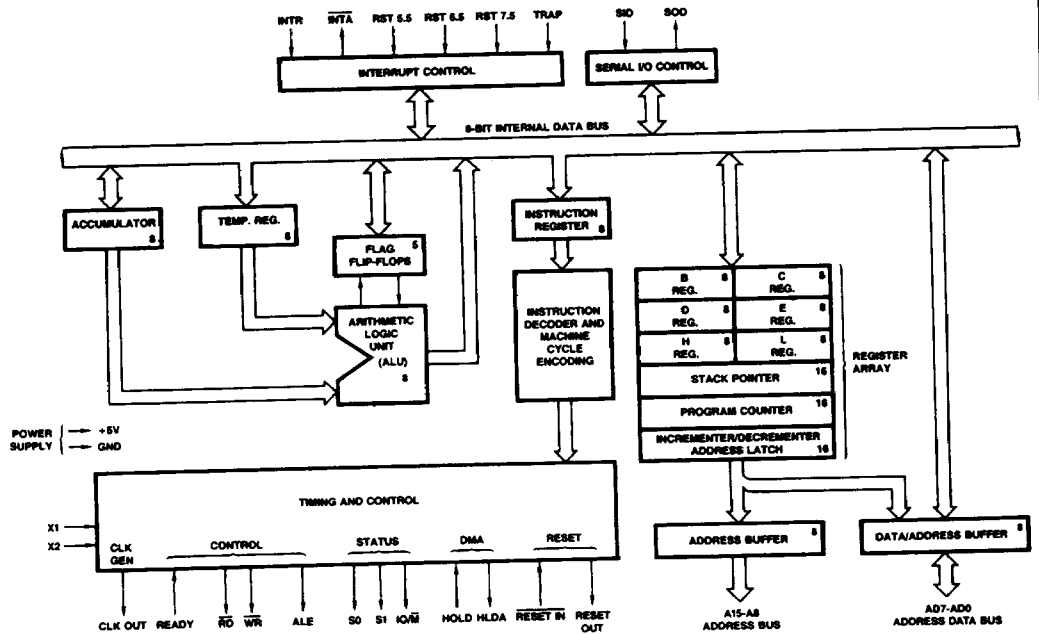 INTR I̅N̅T̅A̅ RST 5.5 RST 6.5 RST 7.5 TRAP SID SOD
INTERRUPT CONTROL
SERIAL I/O CONTROL
8-BIT INTERNAL DATA BUS
ACCUMULATOR
8
TEMP. REG.
8
FLAG 5
FLIP-FLOPS
INSTRUCTION
REGISTER
8
ARITHMETIC
LOGIC
UNIT
(ALU)
8
INSTRUCTION
DECODER AND
MACHINE
CYCLE
ENCODING
B 8
REG.
C 8
REG.
D 8
REG.
E 8
REG.
H 8
REG.
L 8
REG.
STACK POINTER 16
PROGRAM COUNTER 16
INCREMENTER/DECREMENTER
ADDRESS LATCH 16
REGISTER
ARRAY
POWER
SUPPLY
+5V
GND
TIMING AND CONTROL
X1
X2
CLK
GEN
CONTROL
STATUS
DMA
RESET
ADDRESS BUFFER 8
DATA/ADDRESS BUFFER 8
CLK OUT READY R̅D̅ W̅R̅ ALE S0 S1 IO/M̅ HOLD HLDA R̅E̅S̅E̅T̅ I̅N̅ RESET
OUT
A15-A8
ADDRESS BUS
AD7-AD0
ADDRESS DATA BUS